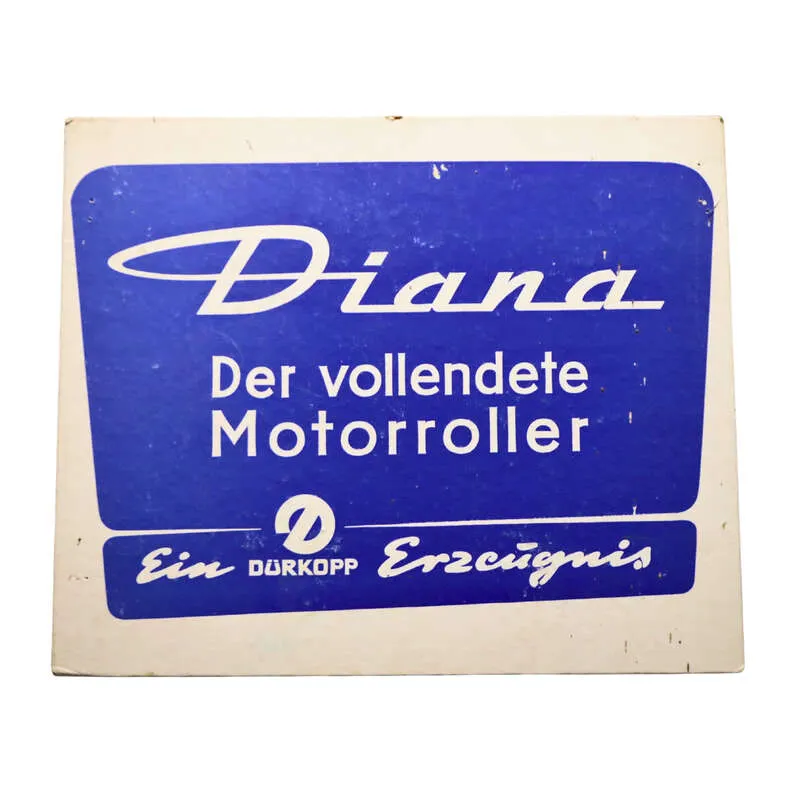 Diana
Der vollendete
Motorroller
D
Ein DÜRKOPP Erzeugnis